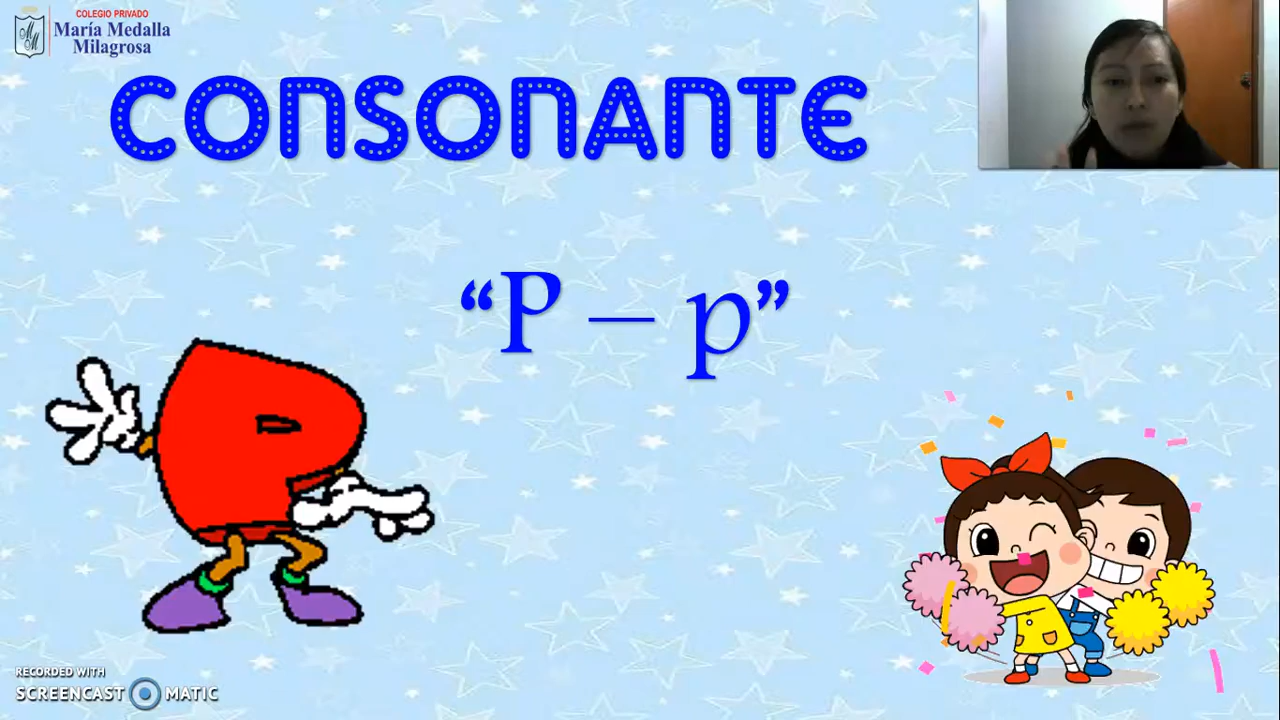 COLEGIO PRIVADO
María Medalla
Milagrosa
CONSONANTE
“P – p”
RECORDED WITH
SCREENCAST MATIC